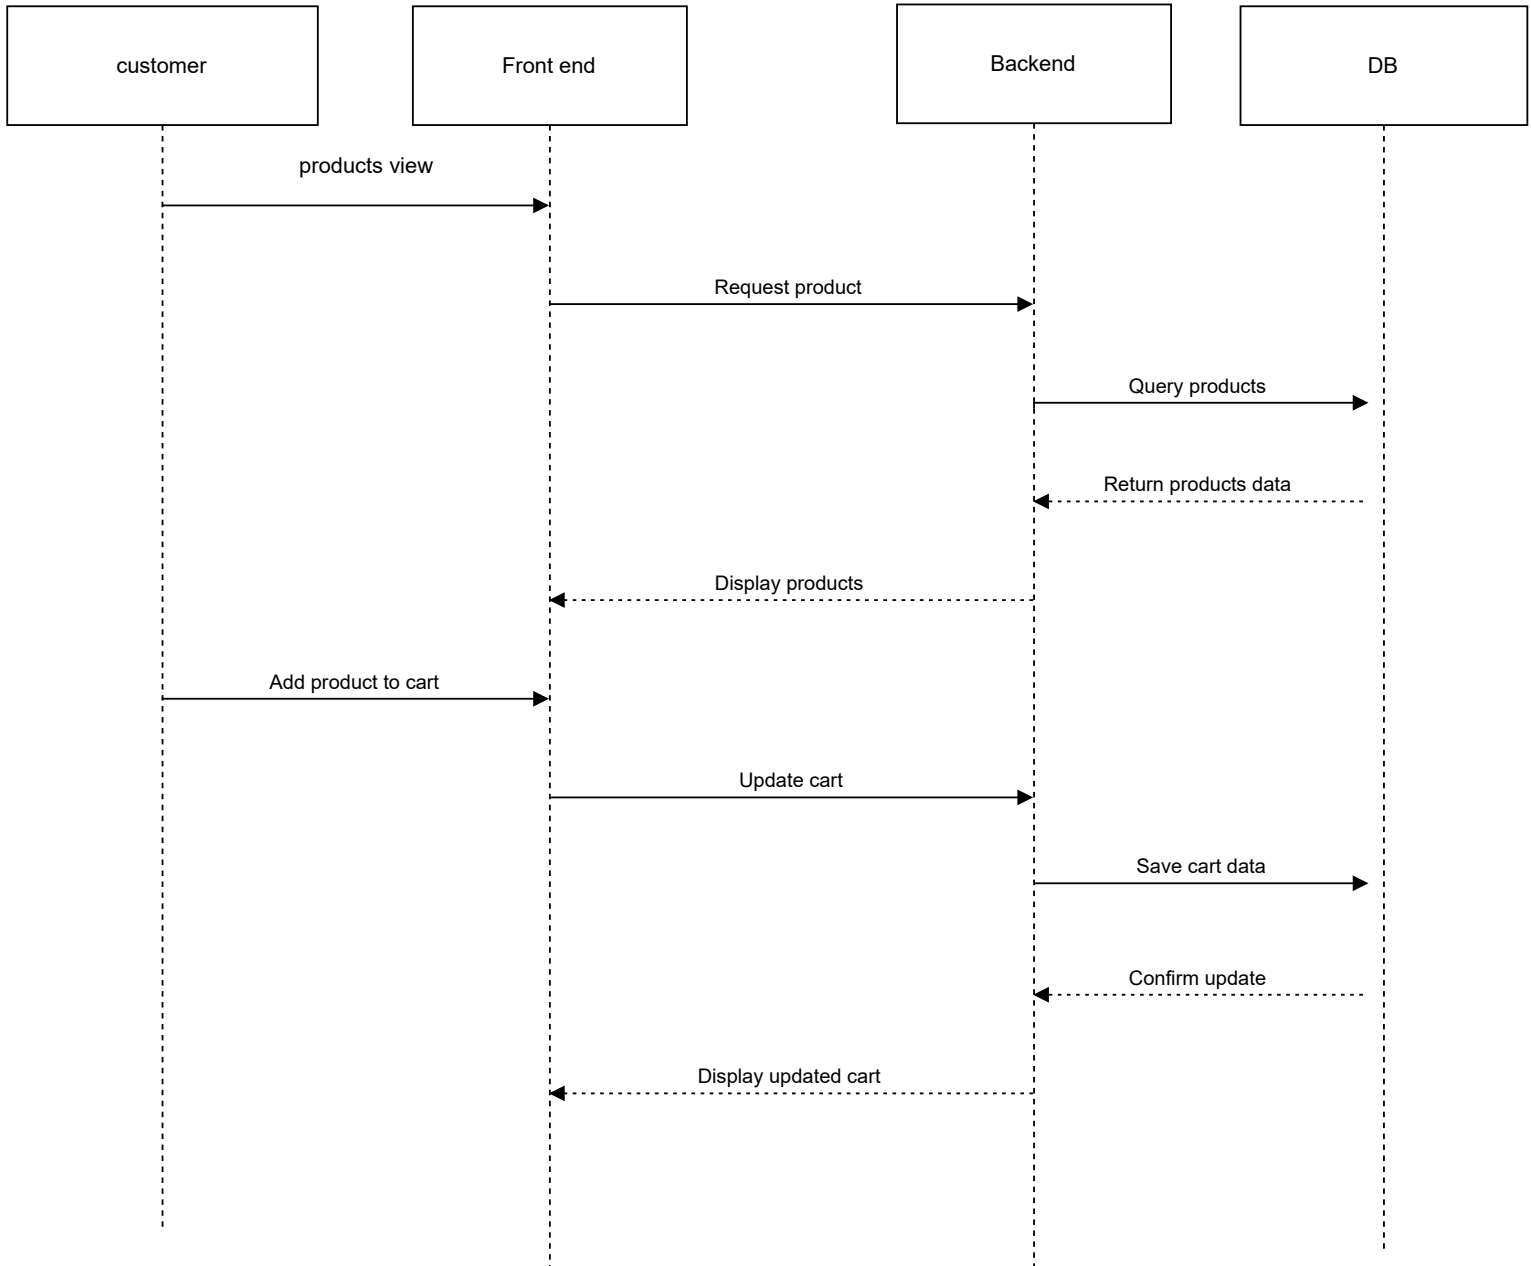 customer
Front end
Backend
DB
products view
Request product
Query products
Return products data
Display products
Add product to cart
Update cart
Save cart data
Confirm update
Display updated cart